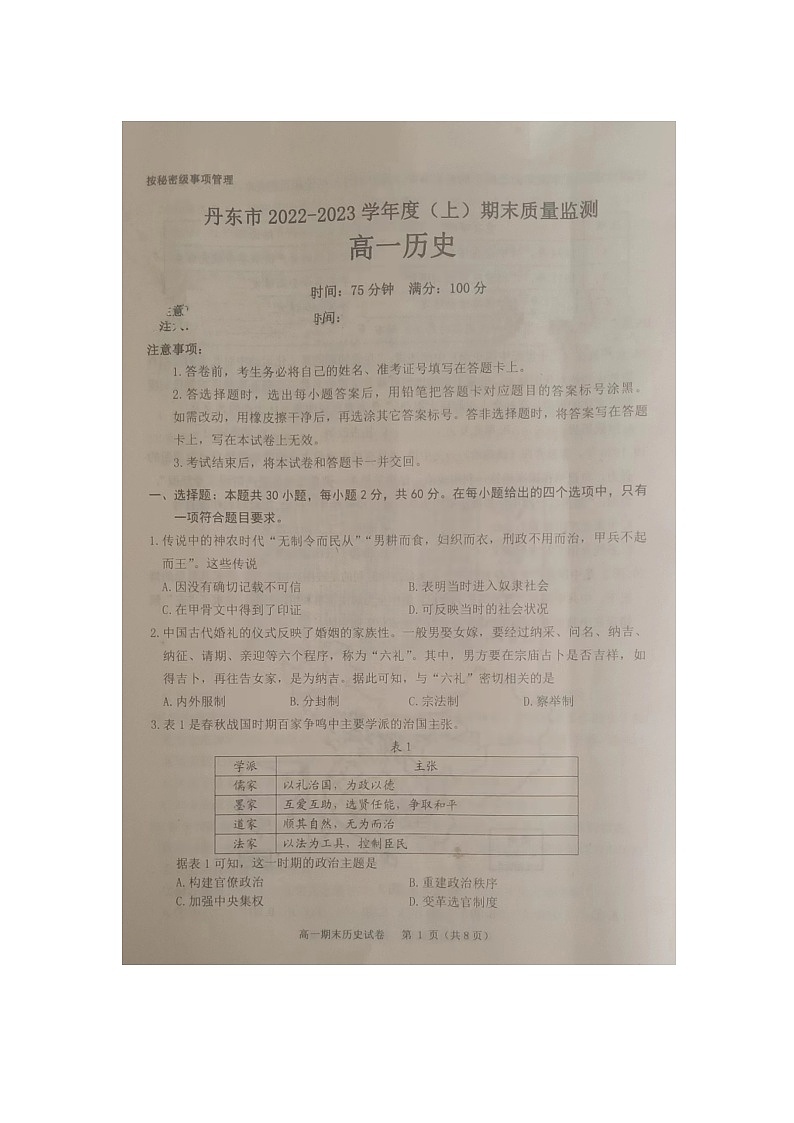 按秘密级事项管理
丹东市 2022-2023 学年度（上）期末质量监测
高一历史
时间：75 分钟 满分：100 分
注意事项：
1.答卷前，考生务必将自己的姓名、准考证号填写在答题卡上。
2.答选择题时，选出每小题答案后，用铅笔把答题卡对应题目的答案标号涂黑。
如需改动，用橡皮擦干净后，再选涂其它答案标号。答非选择题时，将答案写在答题
卡上，写在本试卷上无效。
3.考试结束后，将本试卷和答题卡一并交回。
一、选择题：本题共 30 小题，每小题 2 分，共 60 分。在每小题给出的四个选项中，只有
一项符合题目要求。
1.传说中的神农时代“无制令而民从”“男耕而食，妇织而衣，刑政不用而治，甲兵不起
而王”。这些传说
A.因没有确切记载不可信 B.表明当时进入奴隶社会
C.在甲骨文中得到了印证 D.可反映当时的社会状况
2.中国古代婚礼的仪式反映了婚姻的家族性。一般男娶女嫁，要经过纳采、问名、纳吉、
纳征、请期、亲迎等六个程序，称为“六礼”。其中，男方要在宗庙占卜是否吉祥，如
得吉卜，再往告女家，是为纳吉。据此可知，与“六礼”密切相关的是
A.内外服制 B.分封制 C.宗法制 D.察举制
3.表 1 是春秋战国时期百家争鸣中主要学派的治国主张。
表 1
学派 主张
儒家 以礼治国，为政以德
墨家 互爱互助，选贤任能，争取和平
道家 顺其自然，无为而治
法家 以法为工具，控制臣民
据表 1 可知，这一时期的政治主题是
A.构建官僚政治 B.重建政治秩序
C.加强中央集权 D.变革选官制度
高一期末历史试卷 第 1 页（共 8 页）